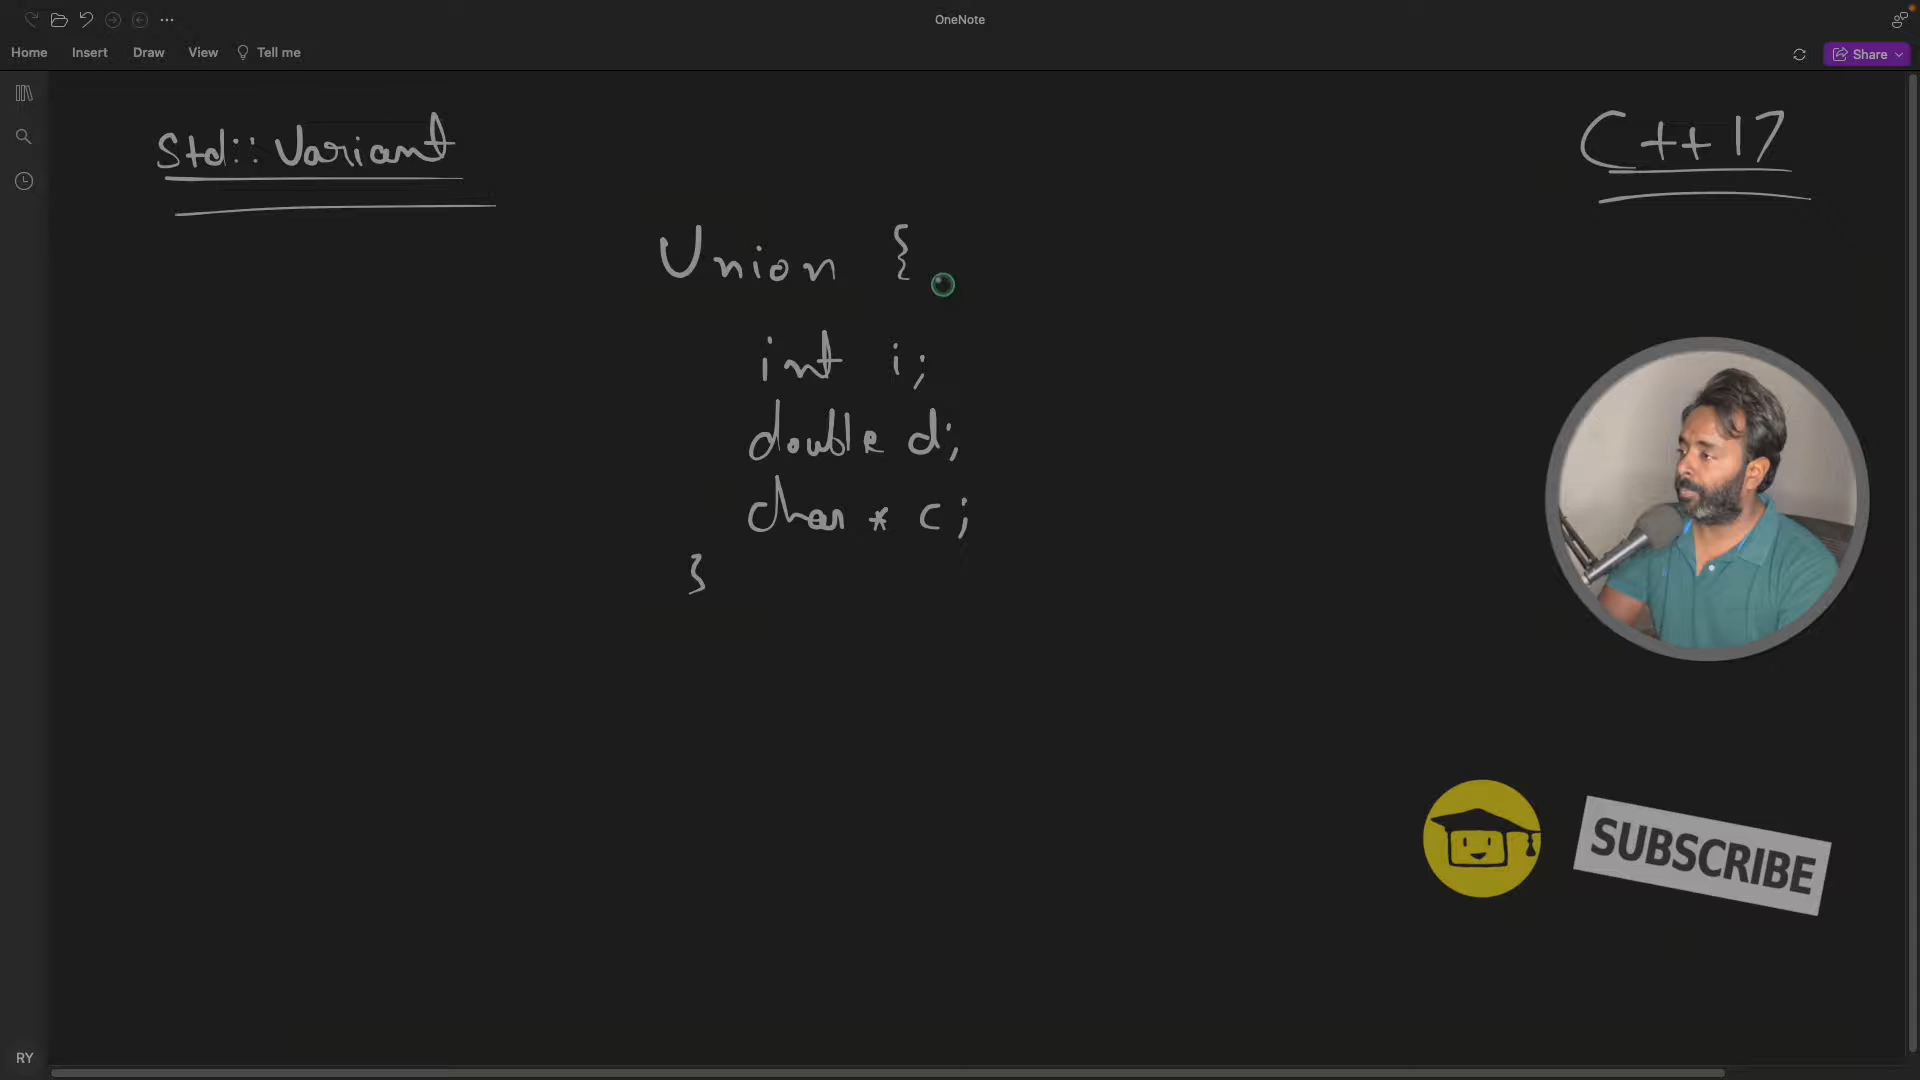 OneNote
Home Insert Draw View Tell me
Share
Std::Variant
C++17
Union {
int i;
double d;
char * c;
}
SUBSCRIBE
RY